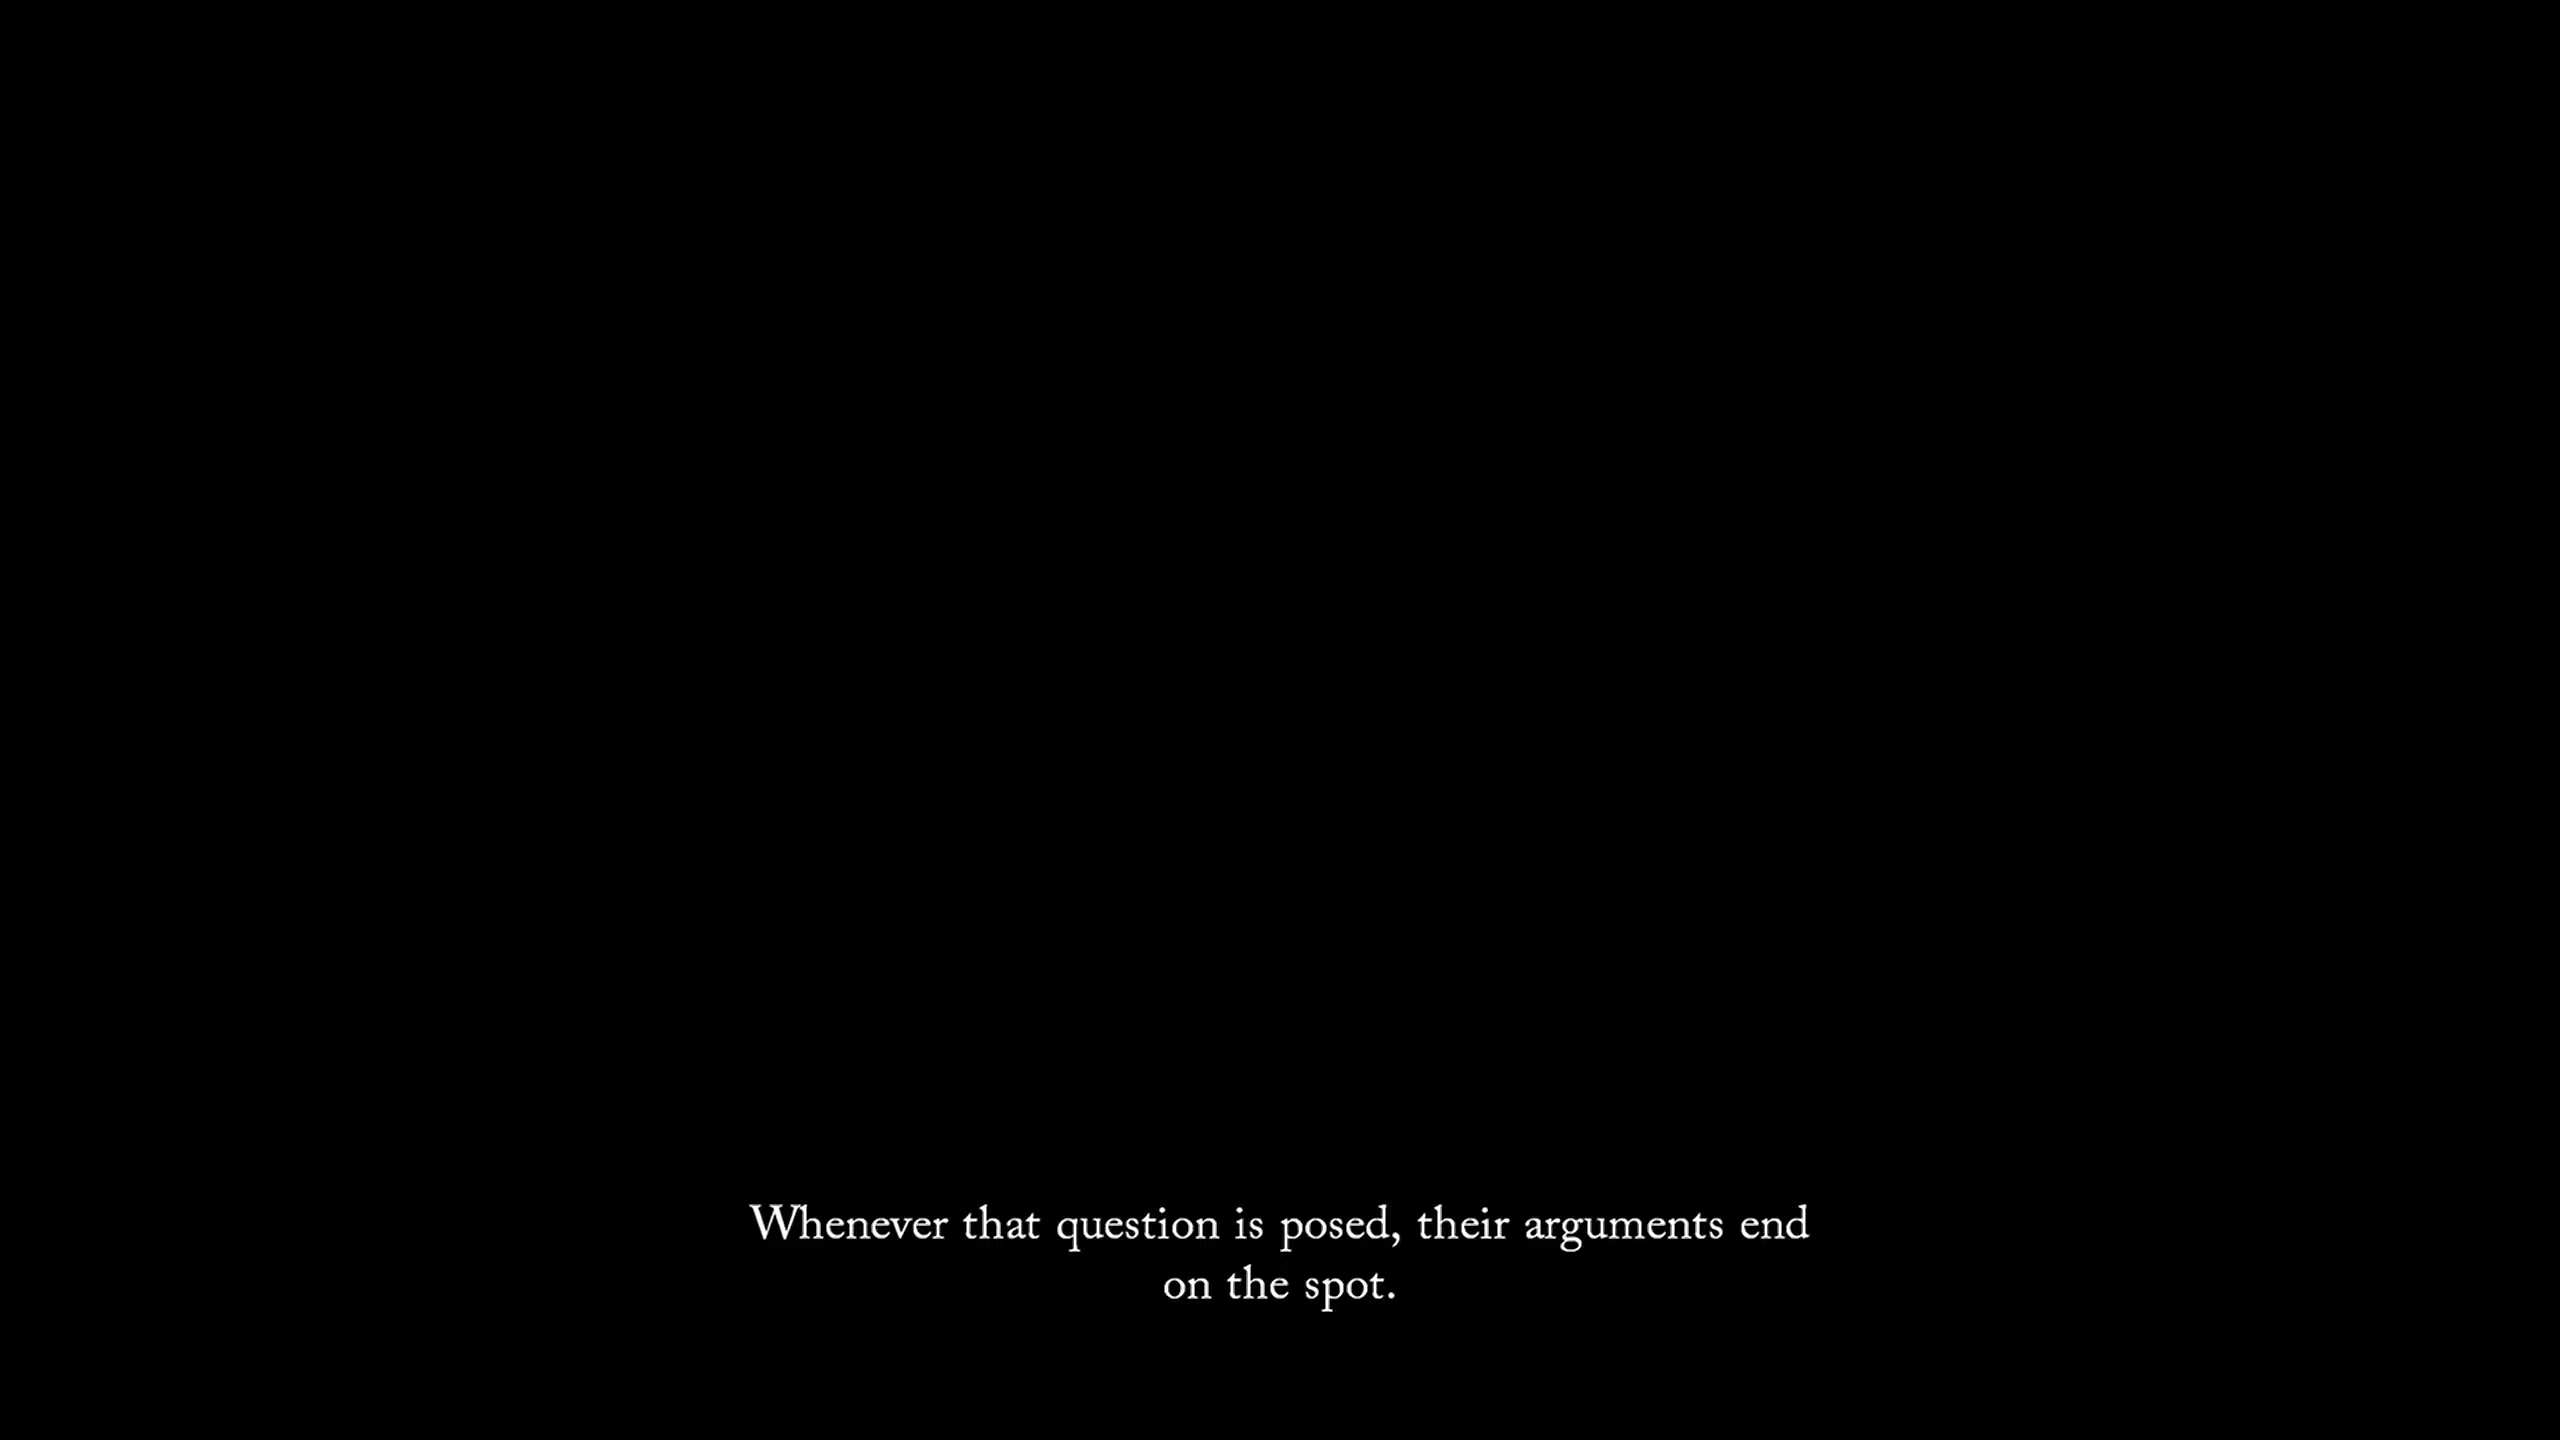 Whenever that question is posed, their arguments end
on the spot.